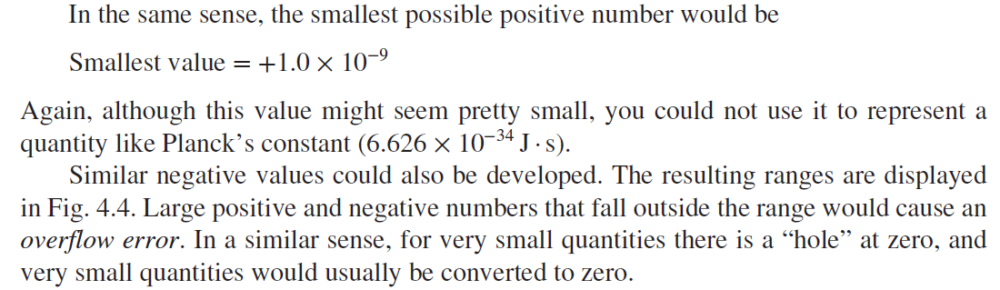 In the same sense, the smallest possible positive number would be
Smallest value = +1.0 × 10⁻⁹
Again, although this value might seem pretty small, you could not use it to represent a
quantity like Planck’s constant (6.626 × 10⁻³⁴ J · s).
Similar negative values could also be developed. The resulting ranges are displayed
in Fig. 4.4. Large positive and negative numbers that fall outside the range would cause an
overflow error. In a similar sense, for very small quantities there is a “hole” at zero, and
very small quantities would usually be converted to zero.